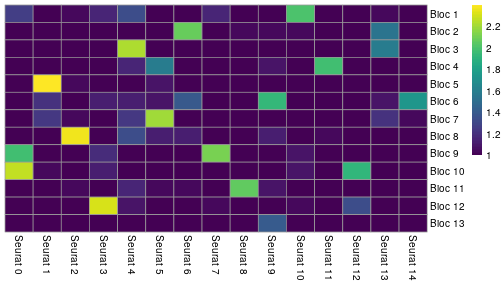 Bloc 1
Bloc 2
Bloc 3
Bloc 4
Bloc 5
Bloc 6
Bloc 7
Bloc 8
Bloc 9
Bloc 10
Bloc 11
Bloc 12
Bloc 13
Seurat 0
Seurat 1
Seurat 2
Seurat 3
Seurat 4
Seurat 5
Seurat 6
Seurat 7
Seurat 8
Seurat 9
Seurat 10
Seurat 11
Seurat 12
Seurat 13
Seurat 14
2.2
2
1.8
1.6
1.4
1.2
1